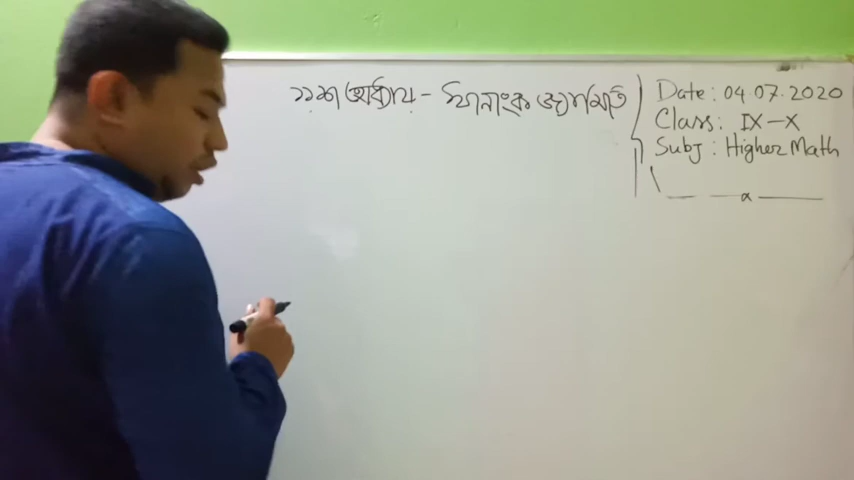 ১১শ অধ্যায় - স্থানাংক জ্যামিতি
Date: 04.07.2020
Class: IX-X
Subj: Higher Math